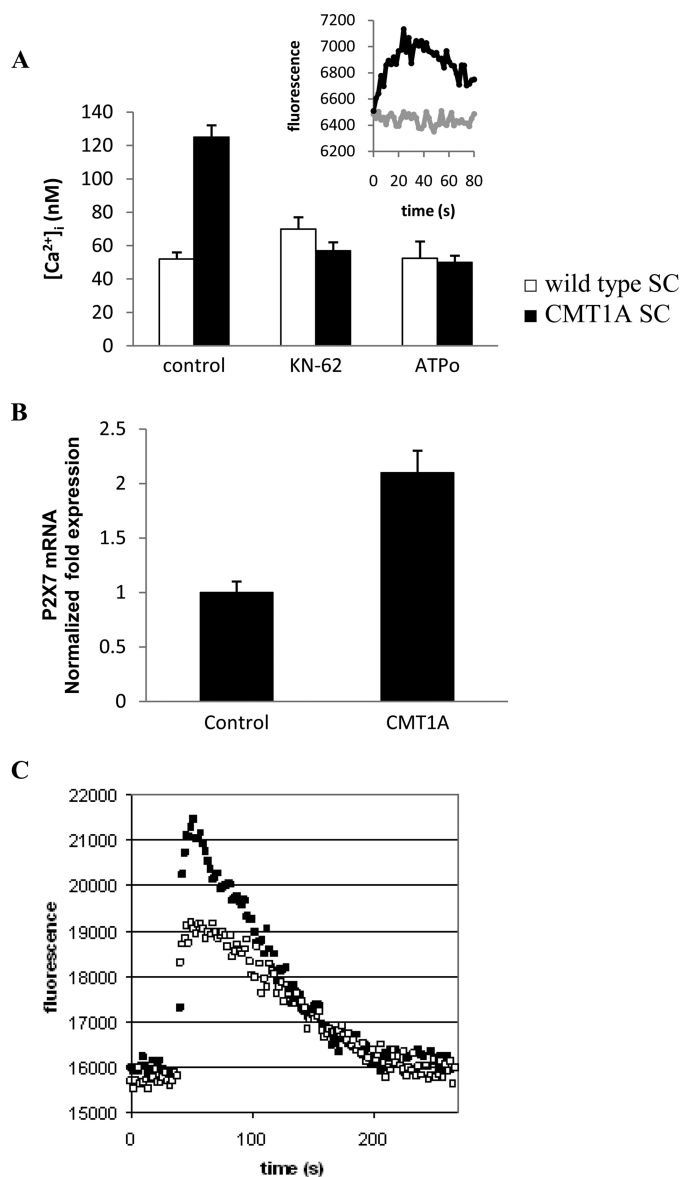 A
7200
7000
6800
6600
6400
6200
fluorescence
0 20 40 60 80
time (s)
140
120
100
80
60
40
20
0
[Ca²⁺]ᵢ (nM)
control KN-62 ATPo
wild type SC
CMT1A SC
B
2.5
2
1.5
1
0.5
0
P2X7 mRNA
Normalized fold expression
Control CMT1A
C
22000
21000
20000
19000
18000
17000
16000
15000
fluorescence
0 100 200
time (s)